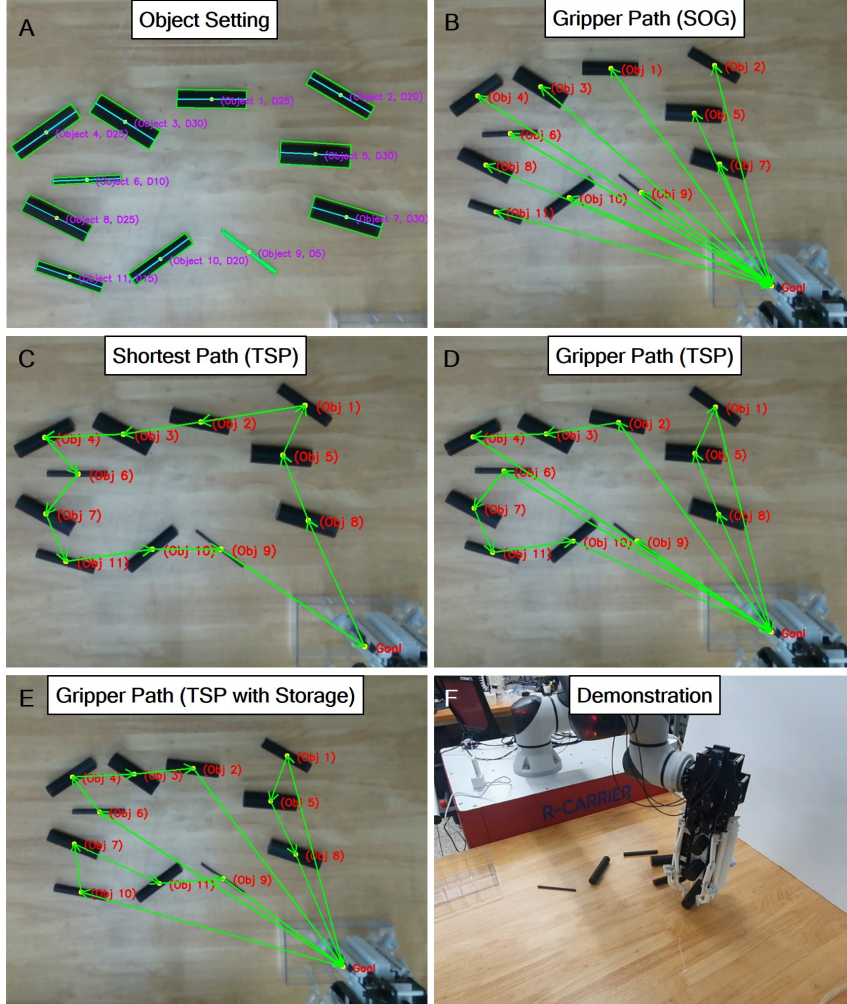 A
Object Setting
(Object 1, D25)
(Object 2, D20)
(Object 3, D30)
(Object 4, D25)
(Object 5, D30)
(Object 6, D10)
(Object 7, D30)
(Object 8, D25)
(Object 9, D5)
(Object 10, D20)
(Object 11, D15)
B
Gripper Path (SOG)
(Obj 1)
(Obj 2)
(Obj 3)
(Obj 4)
(Obj 5)
(Obj 6)
(Obj 7)
(Obj 8)
(Obj 9)
(Obj 10)
(Obj 11)
Goal
C
Shortest Path (TSP)
(Obj 1)
(Obj 2)
(Obj 3)
(Obj 4)
(Obj 5)
(Obj 6)
(Obj 7)
(Obj 8)
(Obj 10)
(Obj 9)
(Obj 11)
Goal
D
Gripper Path (TSP)
(Obj 1)
(Obj 2)
(Obj 3)
(Obj 4)
(Obj 5)
(Obj 6)
(Obj 7)
(Obj 8)
(Obj 10)
(Obj 9)
(Obj 11)
Goal
E
Gripper Path (TSP with Storage)
(Obj 1)
(Obj 2)
(Obj 3)
(Obj 4)
(Obj 5)
(Obj 6)
(Obj 7)
(Obj 8)
(Obj 9)
(Obj 11)
(Obj 10)
Goal
F
Demonstration
R-CARRIER